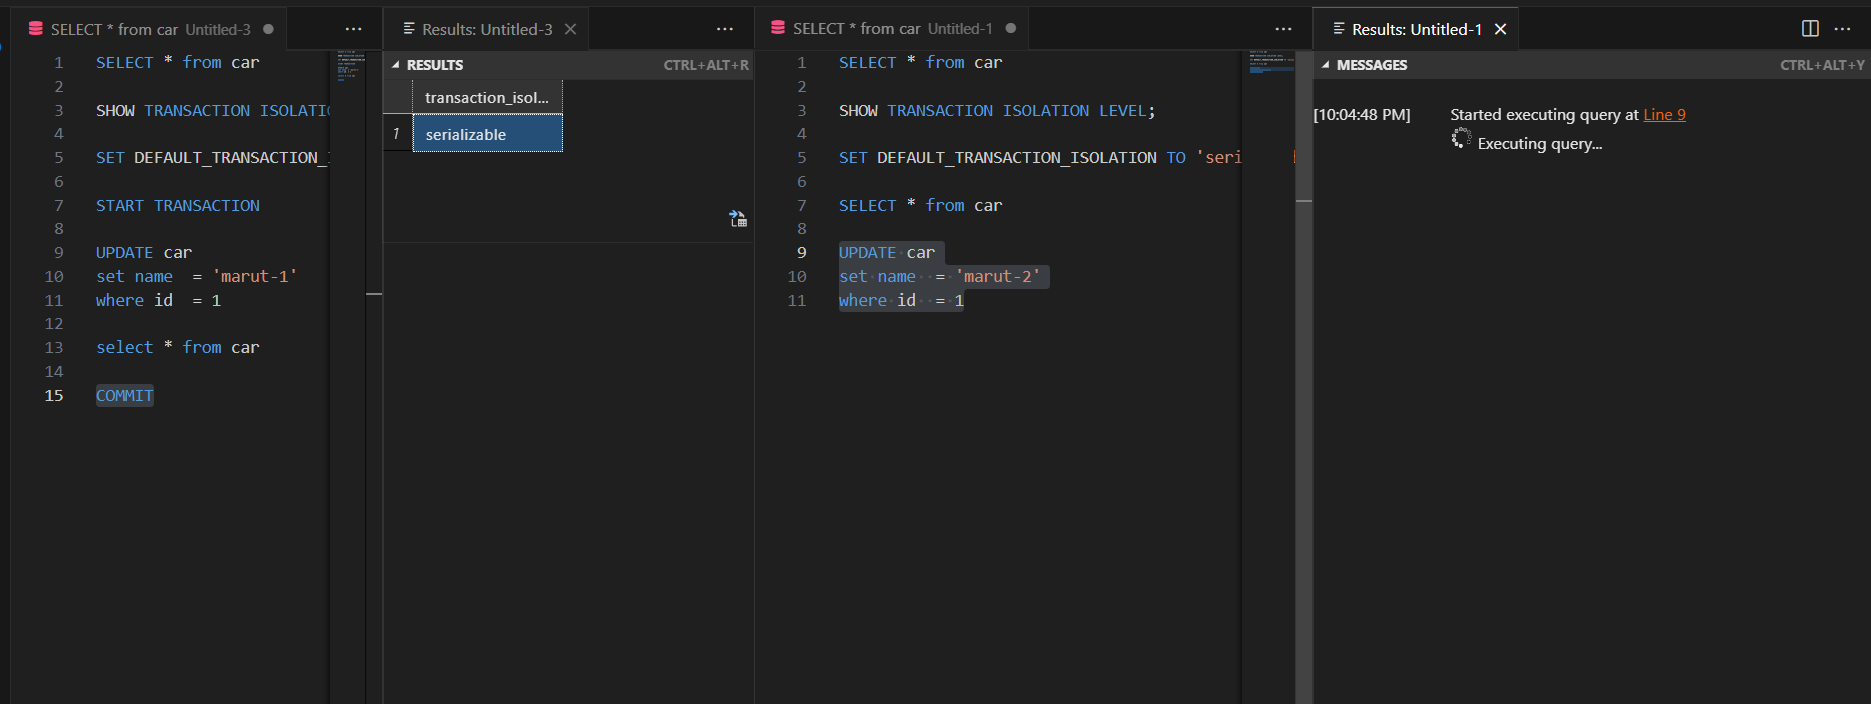 SELECT * from car Untitled-3
1 SELECT * from car
2
3 SHOW TRANSACTION ISOLATIO
4
5 SET DEFAULT_TRANSACTION_
6
7 START TRANSACTION
8
9 UPDATE car
10 set name  = 'marut-1'
11 where id  = 1
12
13 select * from car
14
15 COMMIT
Results: Untitled-3
RESULTS CTRL+ALT+R
transaction_isol...
1 serializable
SELECT * from car Untitled-1
1 SELECT * from car
2
3 SHOW TRANSACTION ISOLATION LEVEL;
4
5 SET DEFAULT_TRANSACTION_ISOLATION TO 'seri
6
7 SELECT * from car
8
9 UPDATE car
10 set name  = 'marut-2'
11 where id  = 1
Results: Untitled-1
MESSAGES CTRL+ALT+Y
[10:04:48 PM] Started executing query at Line 9
Executing query...